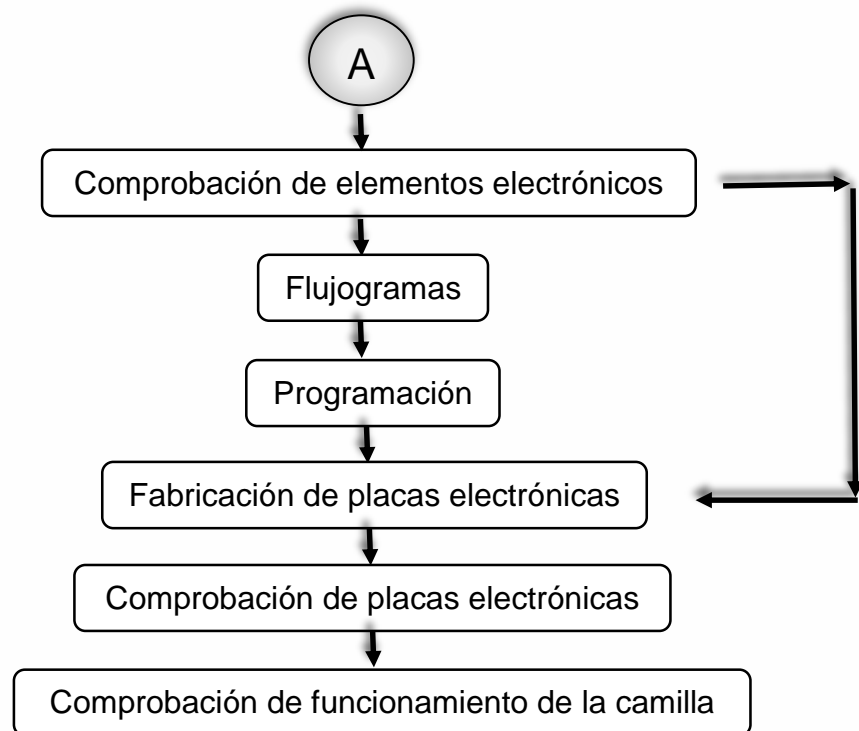 A
Comprobación de elementos electrónicos
Flujogramas
Programación
Fabricación de placas electrónicas
Comprobación de placas electrónicas
Comprobación de funcionamiento de la camilla